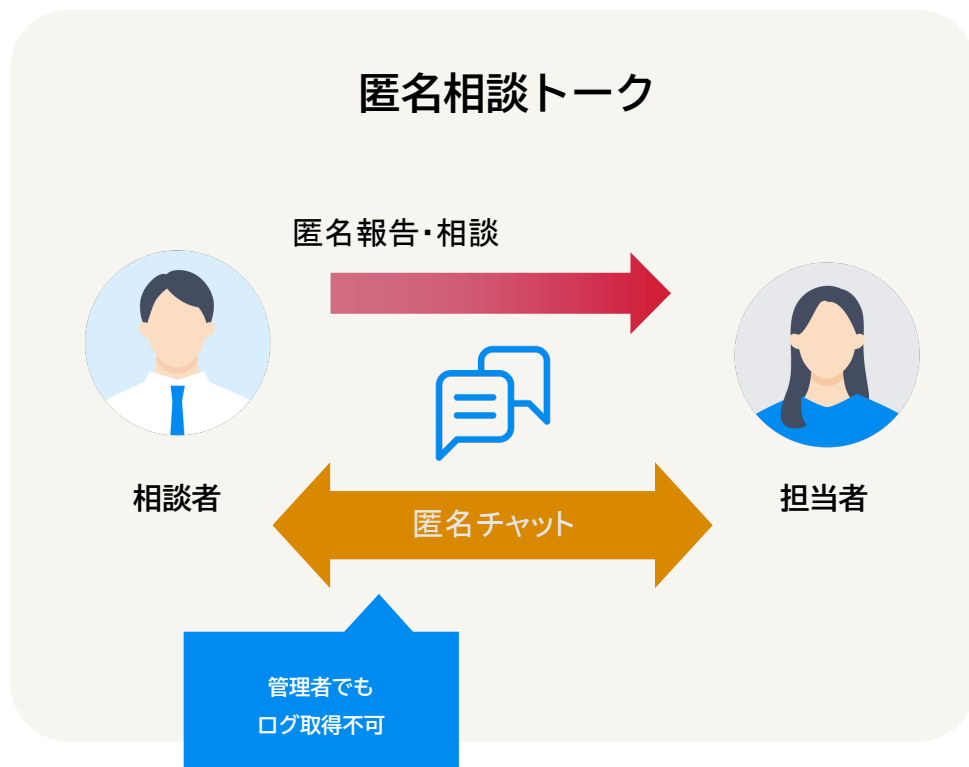 匿名相談トーク
匿名報告・相談
相談者
担当者
匿名チャット
管理者でも
ログ取得不可